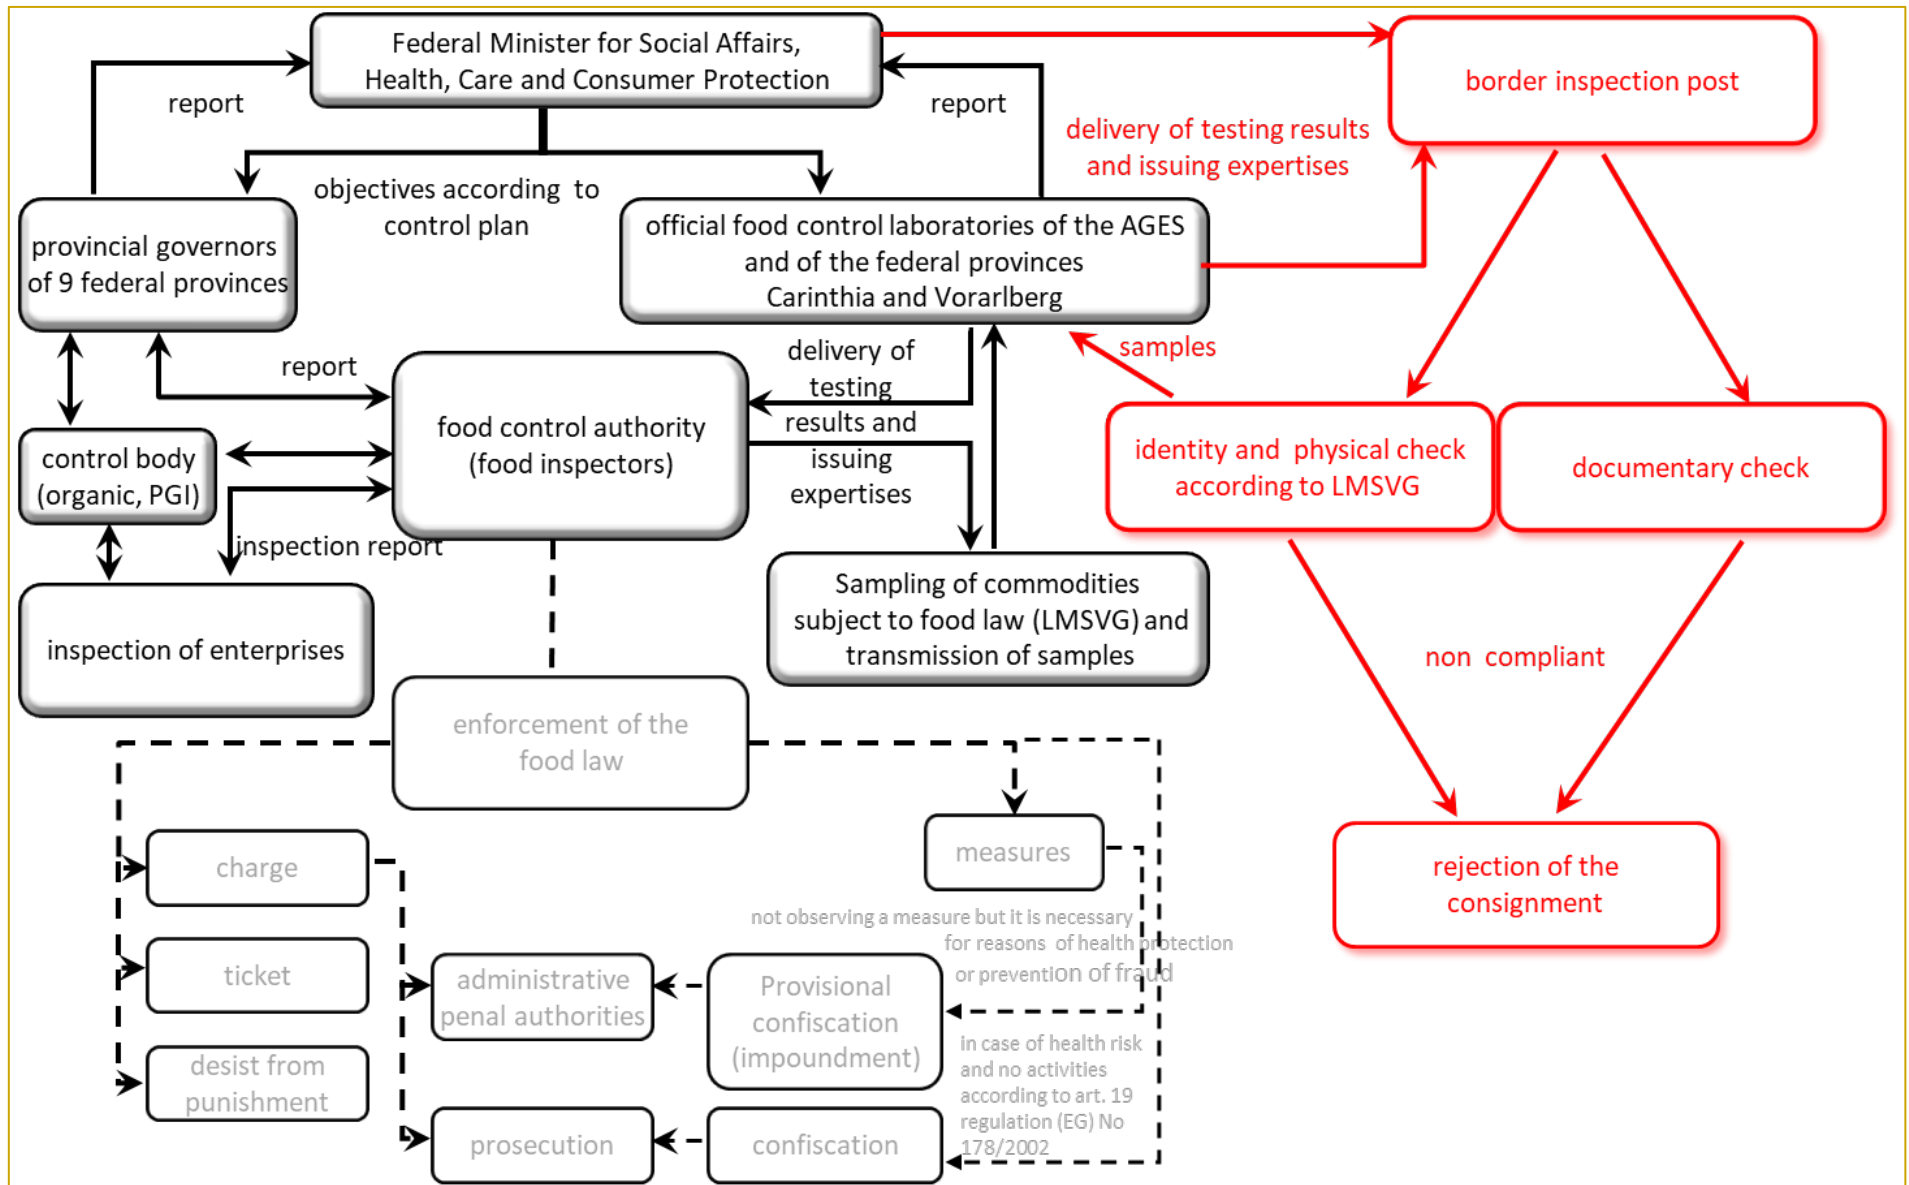 Federal Minister for Social Affairs,
Health, Care and Consumer Protection
border inspection post
report
report
delivery of testing results
and issuing expertises
objectives according to
control plan
provincial governors
of 9 federal provinces
official food control laboratories of the AGES
and of the federal provinces
Carinthia and Vorarlberg
samples
report
delivery of
testing
results and
issuing
expertises
food control authority
(food inspectors)
control body
(organic, PGI)
identity and physical check
according to LMSVG
documentary check
inspection report
inspection of enterprises
Sampling of commodities
subject to food law (LMSVG) and
transmission of samples
non compliant
enforcement of the
food law
charge
measures
rejection of the
consignment
not observing a measure but it is necessary
for reasons of health protection
or prevention of fraud
ticket
administrative
penal authorities
Provisional
confiscation
(impoundment)
in case of health risk
and no activities
according to art. 19
regulation (EG) No
178/2002
desist from
punishment
prosecution
confiscation